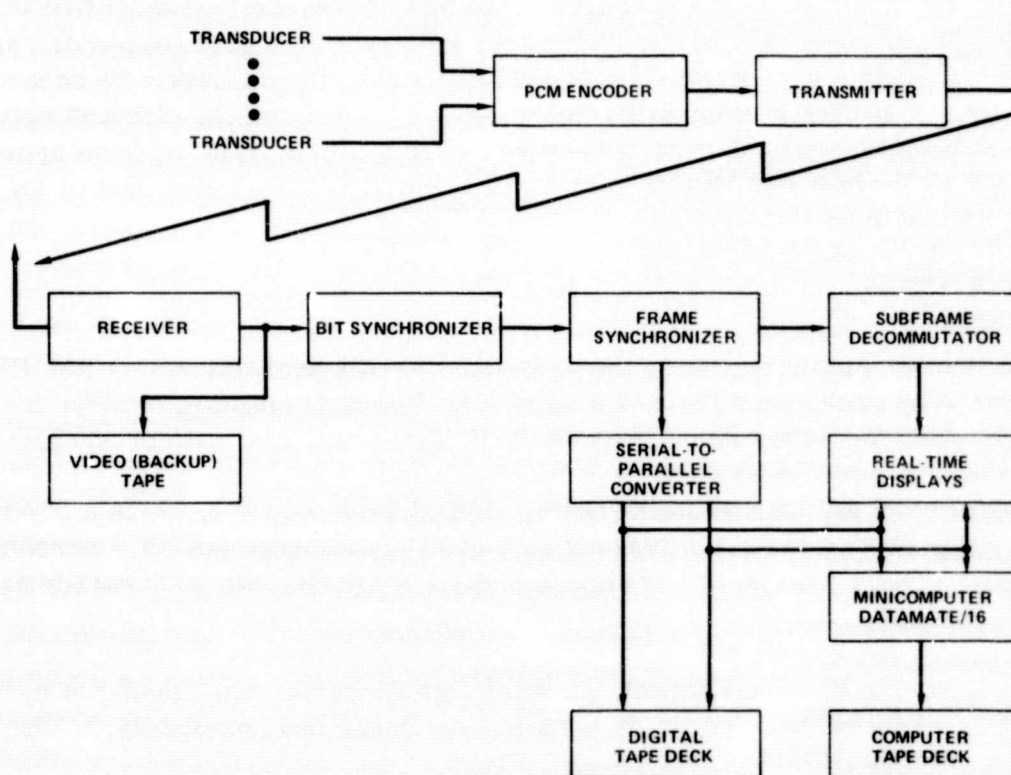 TRANSDUCER
TRANSDUCER
PCM ENCODER
TRANSMITTER
RECEIVER
BIT SYNCHRONIZER
FRAME
SYNCHRONIZER
SUBFRAME
DECOMMUTATOR
VIDEO (BACKUP)
TAPE
SERIAL-TO-
PARALLEL
CONVERTER
REAL-TIME
DISPLAYS
MINICOMPUTER
DATAMATE/16
DIGITAL
TAPE DECK
COMPUTER
TAPE DECK